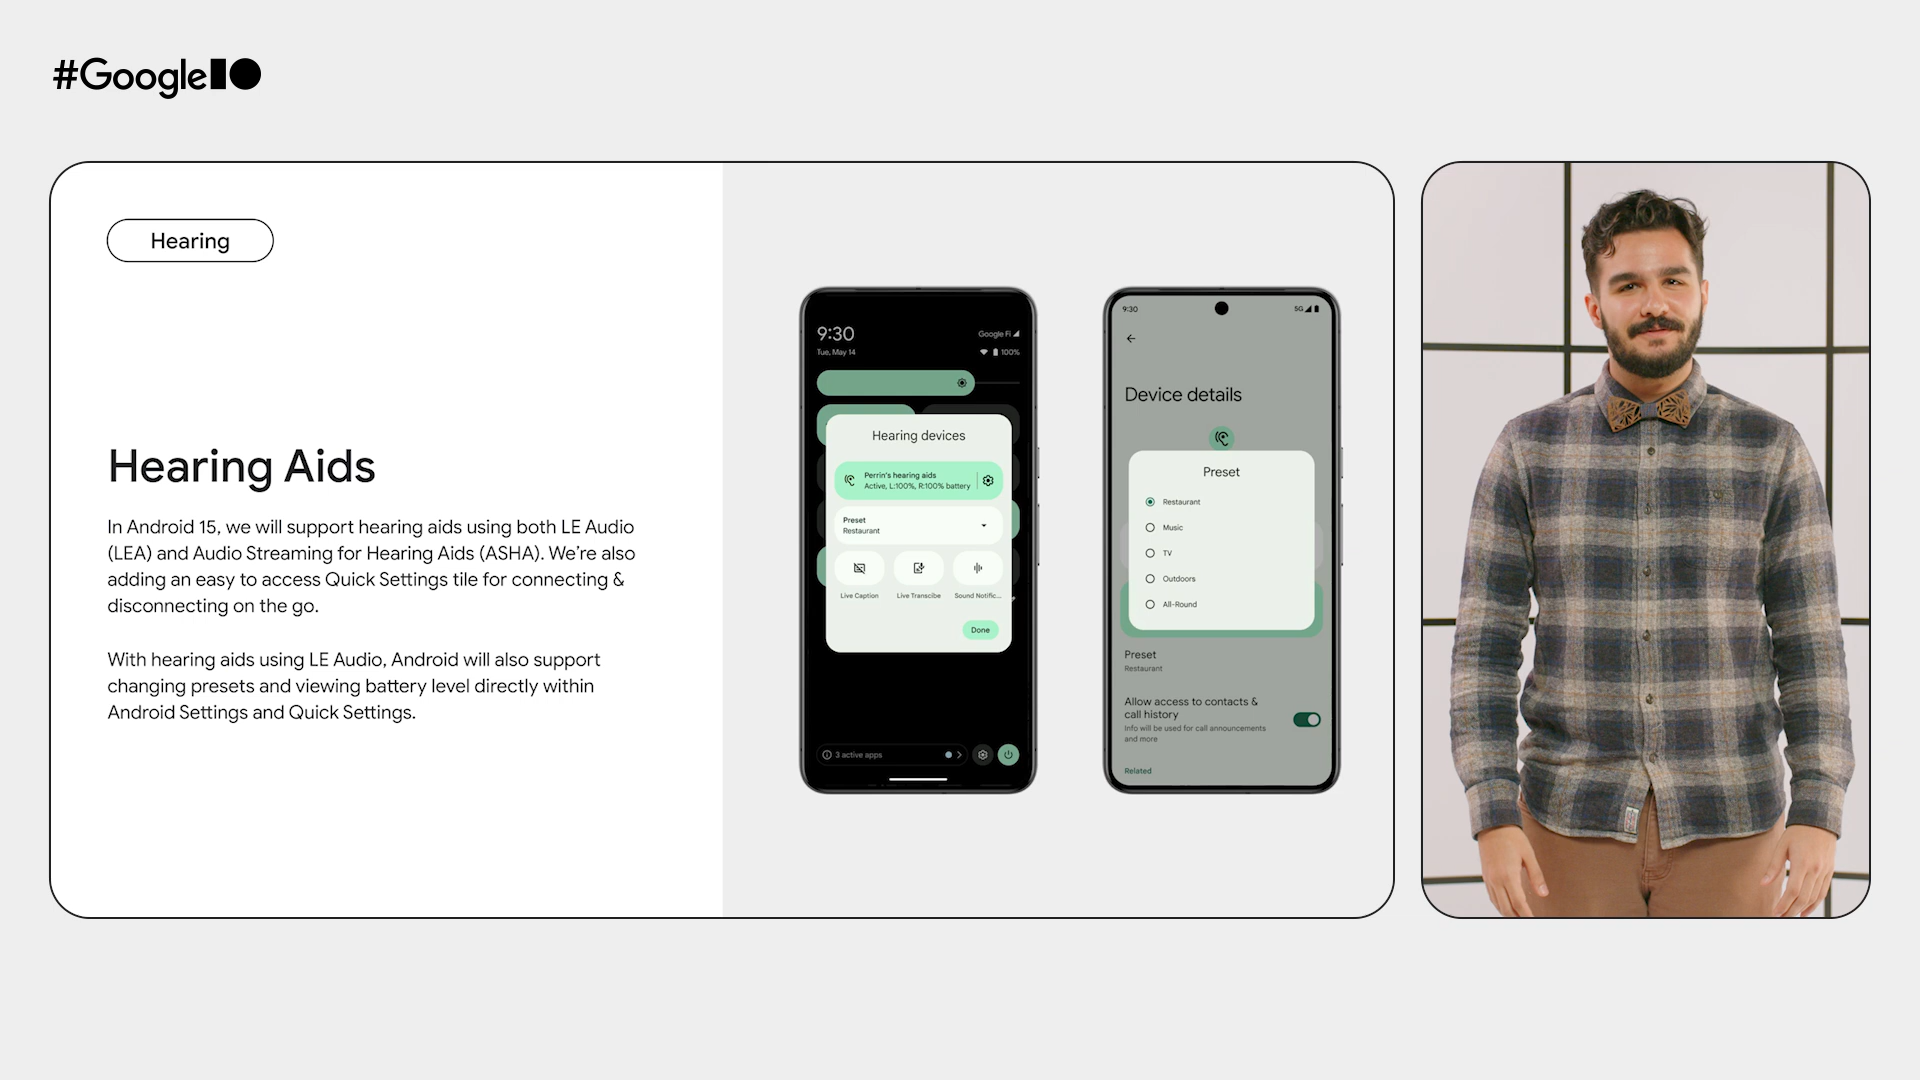 #GoogleIO
Hearing
Hearing Aids
In Android 15, we will support hearing aids using both LE Audio
(LEA) and Audio Streaming for Hearing Aids (ASHA). We're also
adding an easy to access Quick Settings tile for connecting &
disconnecting on the go.
With hearing aids using LE Audio, Android will also support
changing presets and viewing battery level directly within
Android Settings and Quick Settings.
9:30
Google Fi
Tue, May 14
100%
Hearing devices
Perrin's hearing aids
Active, L:100%, R:100% battery
Preset
Restaurant
Live Caption
Live Transcibe
Sound Notific...
Done
3 active apps
9:30
5G
Device details
Preset
Restaurant
Music
TV
Outdoors
All-Round
Preset
Restaurant
Allow access to contacts &
call history
Info will be used for call announcements
and more
Related